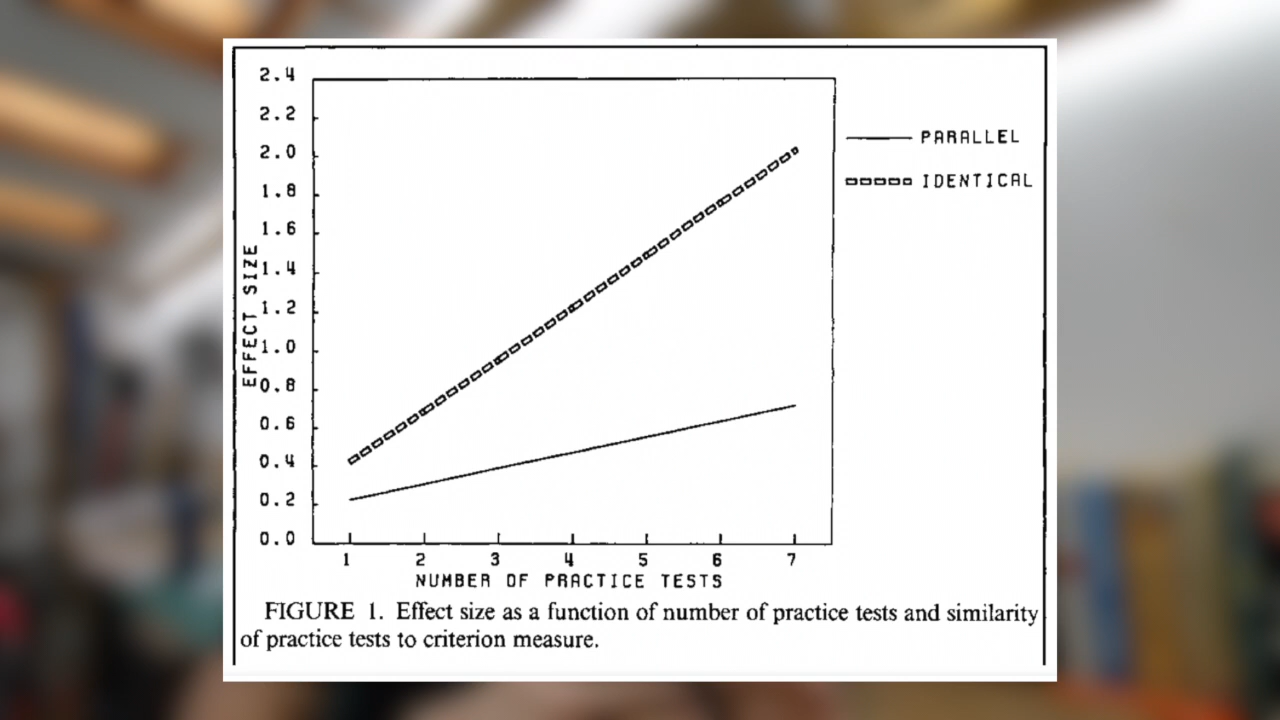 2.4
2.2
2.0
1.8
1.6
1.4
1.2
1.0
0.8
0.6
0.4
0.2
0.0
EFFECT SIZE
1 2 3 4 5 6 7
NUMBER OF PRACTICE TESTS
PARALLEL
IDENTICAL
FIGURE 1. Effect size as a function of number of practice tests and similarity
of practice tests to criterion measure.